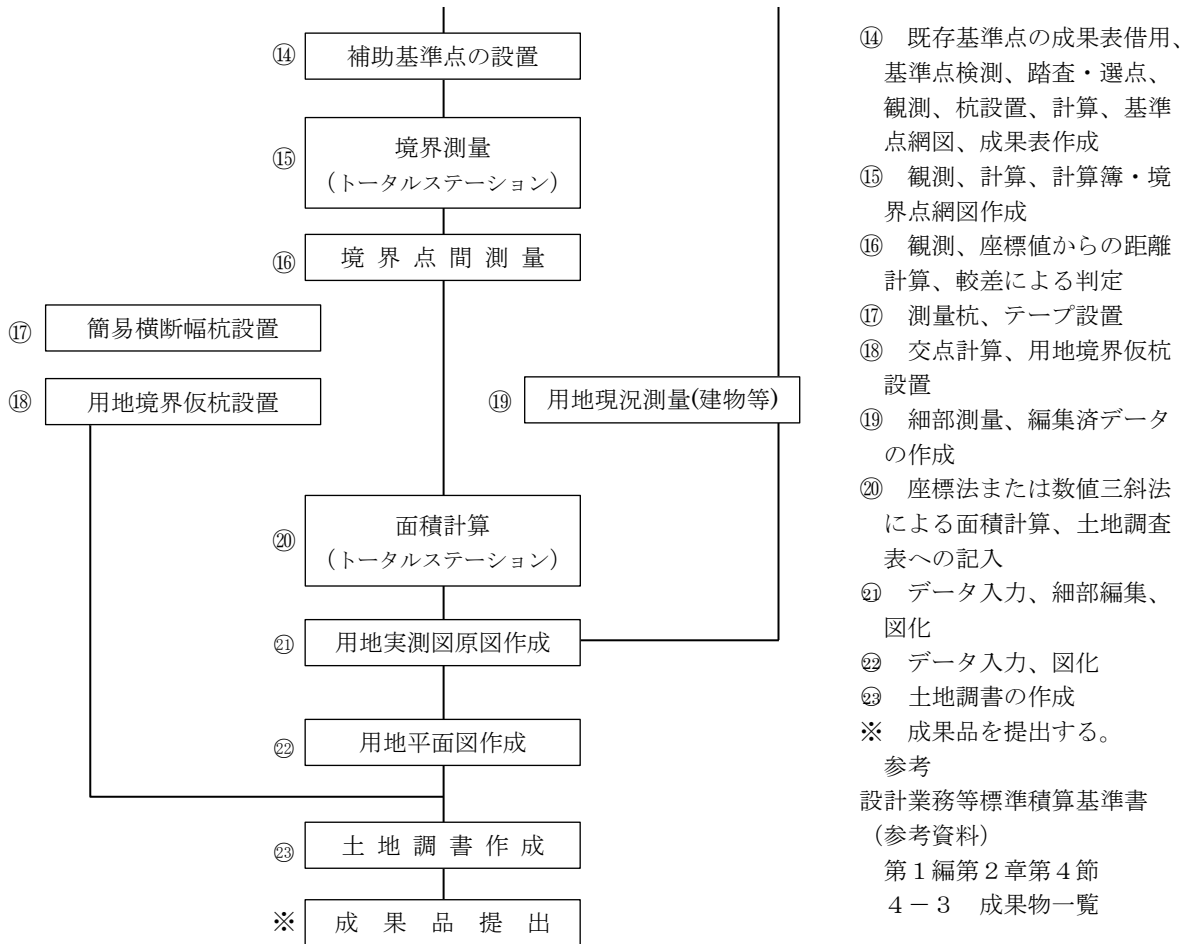 ⑭ 補助基準点の設置
⑮ 境界測量
(トータルステーション)
⑯ 境界点間測量
⑰ 簡易横断幅杭設置
⑱ 用地境界仮杭設置
⑲ 用地現況測量(建物等)
⑳ 面積計算
(トータルステーション)
㉑ 用地実測図原図作成
㉒ 用地平面図作成
㉓ 土地調書作成
※ 成果品提出
⑭ 既存基準点の成果表借用、
基準点検測、踏査・選点、
観測、杭設置、計算、基準
点網図、成果表作成
⑮ 観測、計算、計算簿・境
界点網図作成
⑯ 観測、座標値からの距離
計算、較差による判定
⑰ 測量杭、テープ設置
⑱ 交点計算、用地境界仮杭
設置
⑲ 細部測量、編集済データ
の作成
⑳ 座標法または数値三斜法
による面積計算、土地調査
表への記入
㉑ データ入力、細部編集、
図化
㉒ データ入力、図化
㉓ 土地調書の作成
※ 成果品を提出する。
参考
設計業務等標準積算基準書
(参考資料)
第1編第2章第4節
4-3 成果物一覧